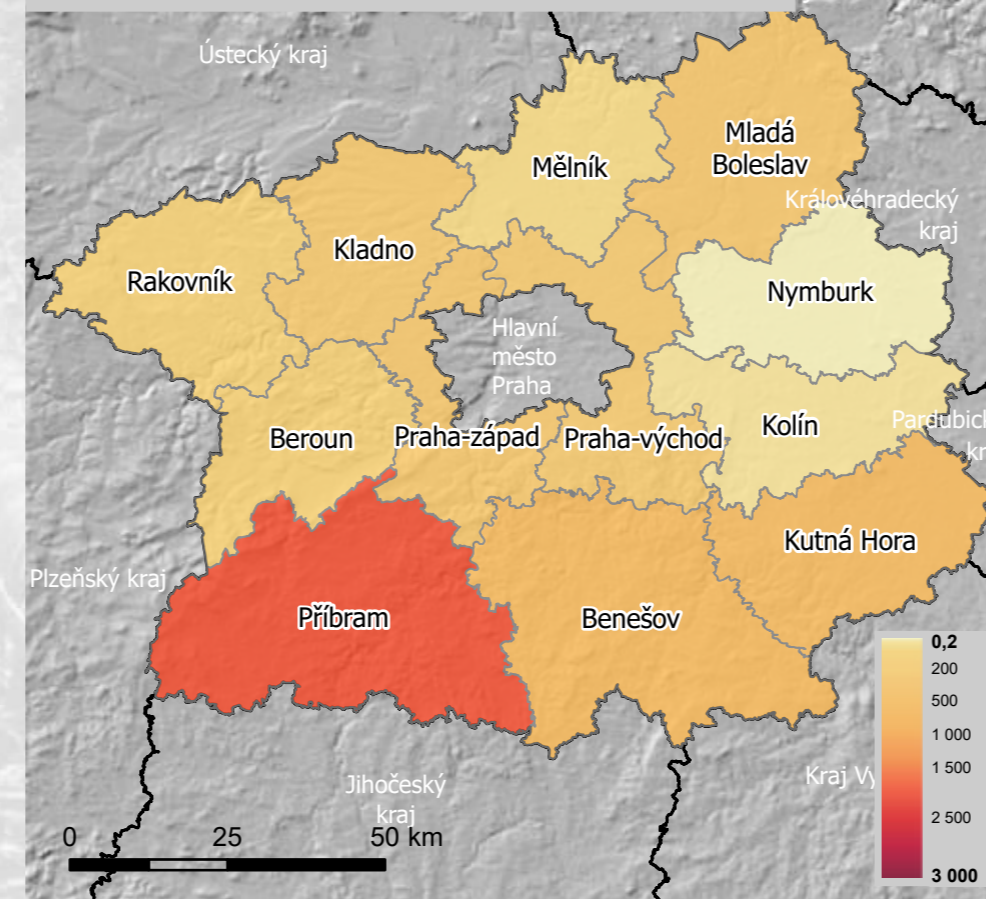 Ústecký kraj
Mladá
Boleslav
Mělník
Královéhradecký
kraj
Kladno
Rakovník
Nymburk
Hlavní
město
Praha
Beroun
Praha-západ
Praha-východ
Kolín
Pardubick
kr
Kutná Hora
Plzeňský kraj
Příbram
Benešov
Jihočeský
kraj
Kraj Vy
0 25 50 km
0,2
200
500
1 000
1 500
2 500
3 000